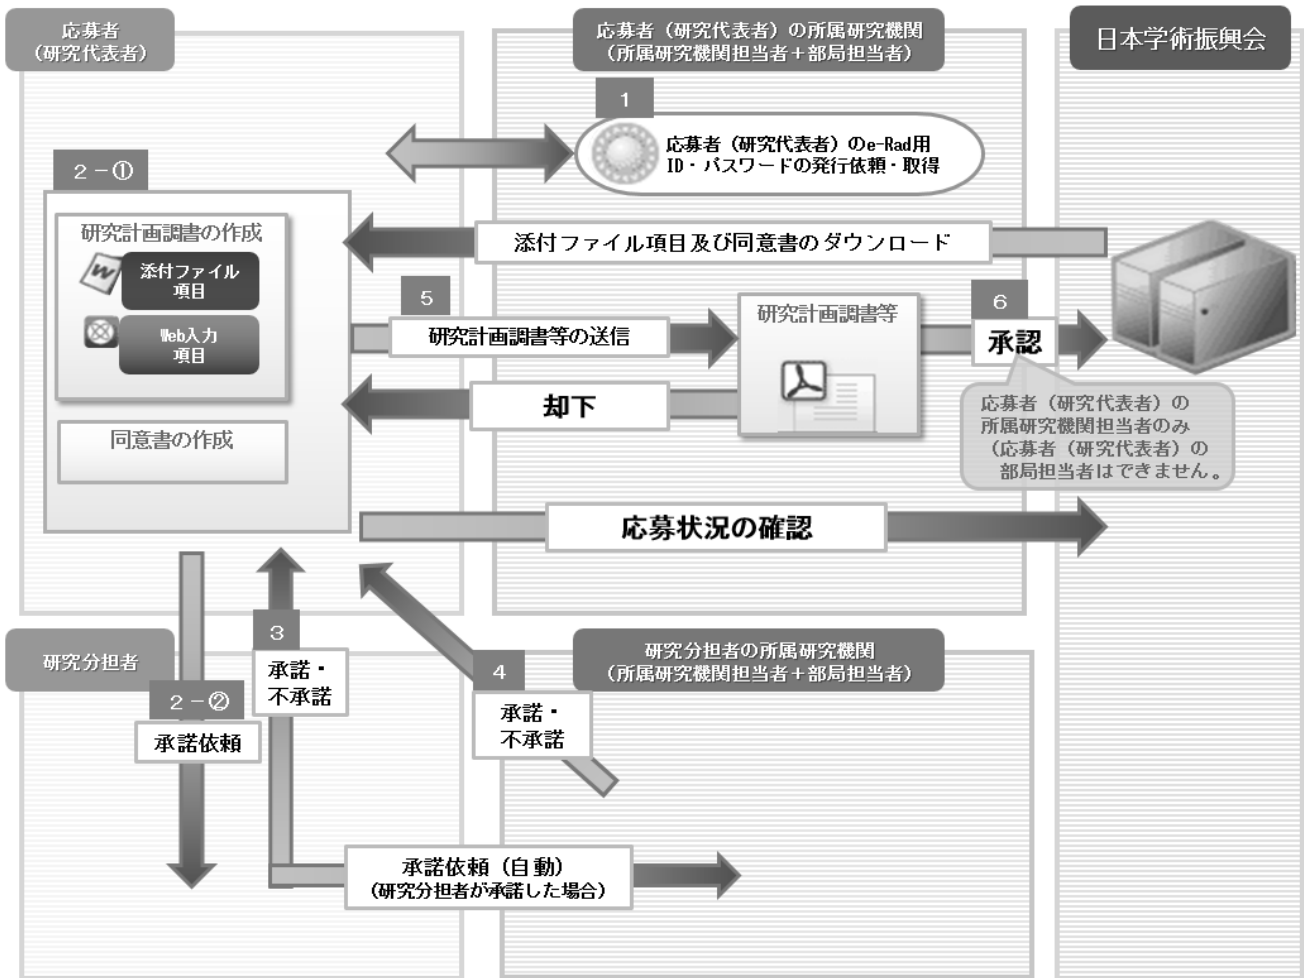 応募者
（研究代表者）
応募者（研究代表者）の所属研究機関
（所属研究機関担当者＋部局担当者）
日本学術振興会
1
応募者（研究代表者）のe-Rad用
ID・パスワードの発行依頼・取得
2－①
研究計画調書の作成
添付ファイル
項目
Web入力
項目
同意書の作成
添付ファイル項目及び同意書のダウンロード
5
研究計画調書等の送信
却下
研究計画調書等
6
承認
応募者（研究代表者）の
所属研究機関担当者のみ
（応募者（研究代表者）の
部局担当者はできません。
応募状況の確認
研究分担者
2－②
承諾依頼
3
承諾・
不承諾
4
承諾・
不承諾
研究分担者の所属研究機関
（所属研究機関担当者＋部局担当者）
承諾依頼（自動）
（研究分担者が承諾した場合）